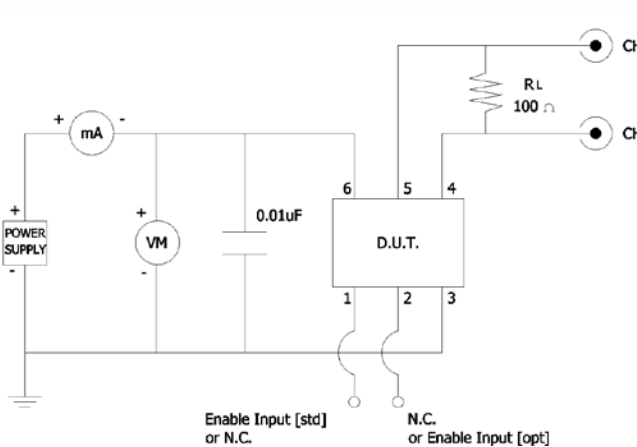 CH
RL
100 Ω
CH
+ mA -
6 5 4
+
POWER
SUPPLY
-
+
VM
-
0.01uF
D.U.T.
1 2 3
Enable Input [std]
or N.C.
N.C.
or Enable Input [opt]